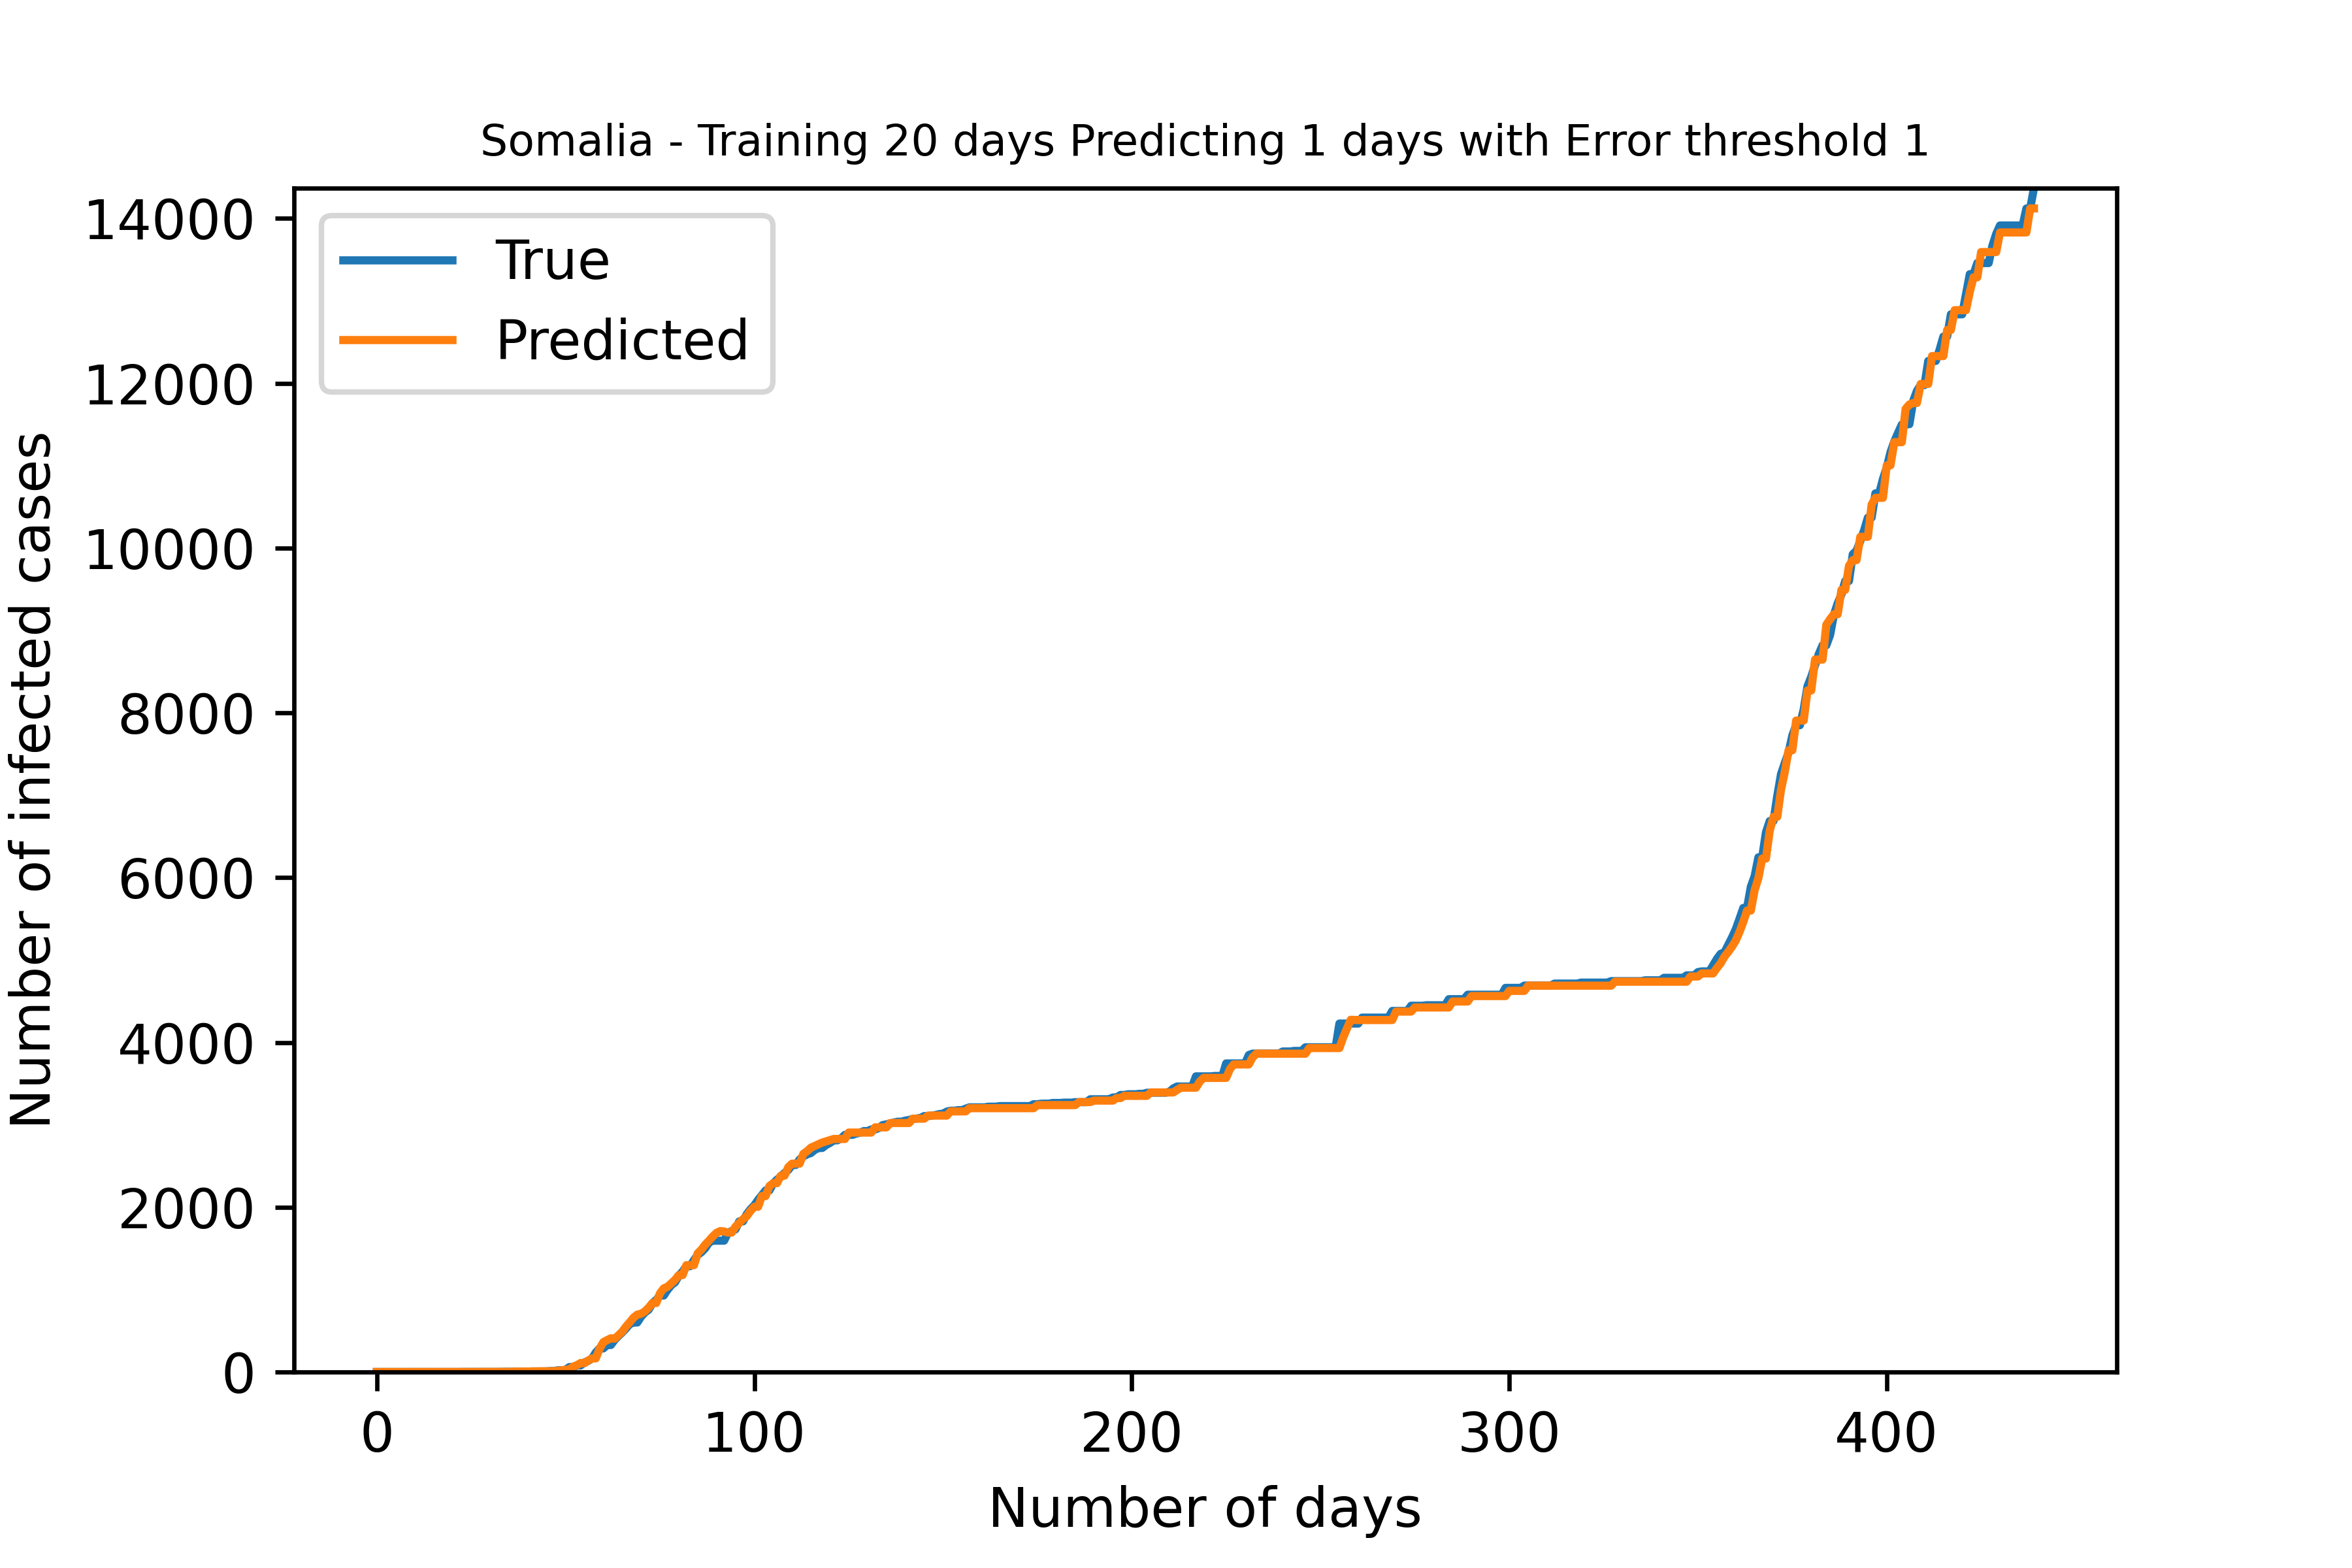 Somalia - Training 20 days Predicting 1 days with Error threshold 1
True
Predicted
14000
12000
10000
8000
6000
4000
2000
0
Number of infected cases
0 100 200 300 400
Number of days